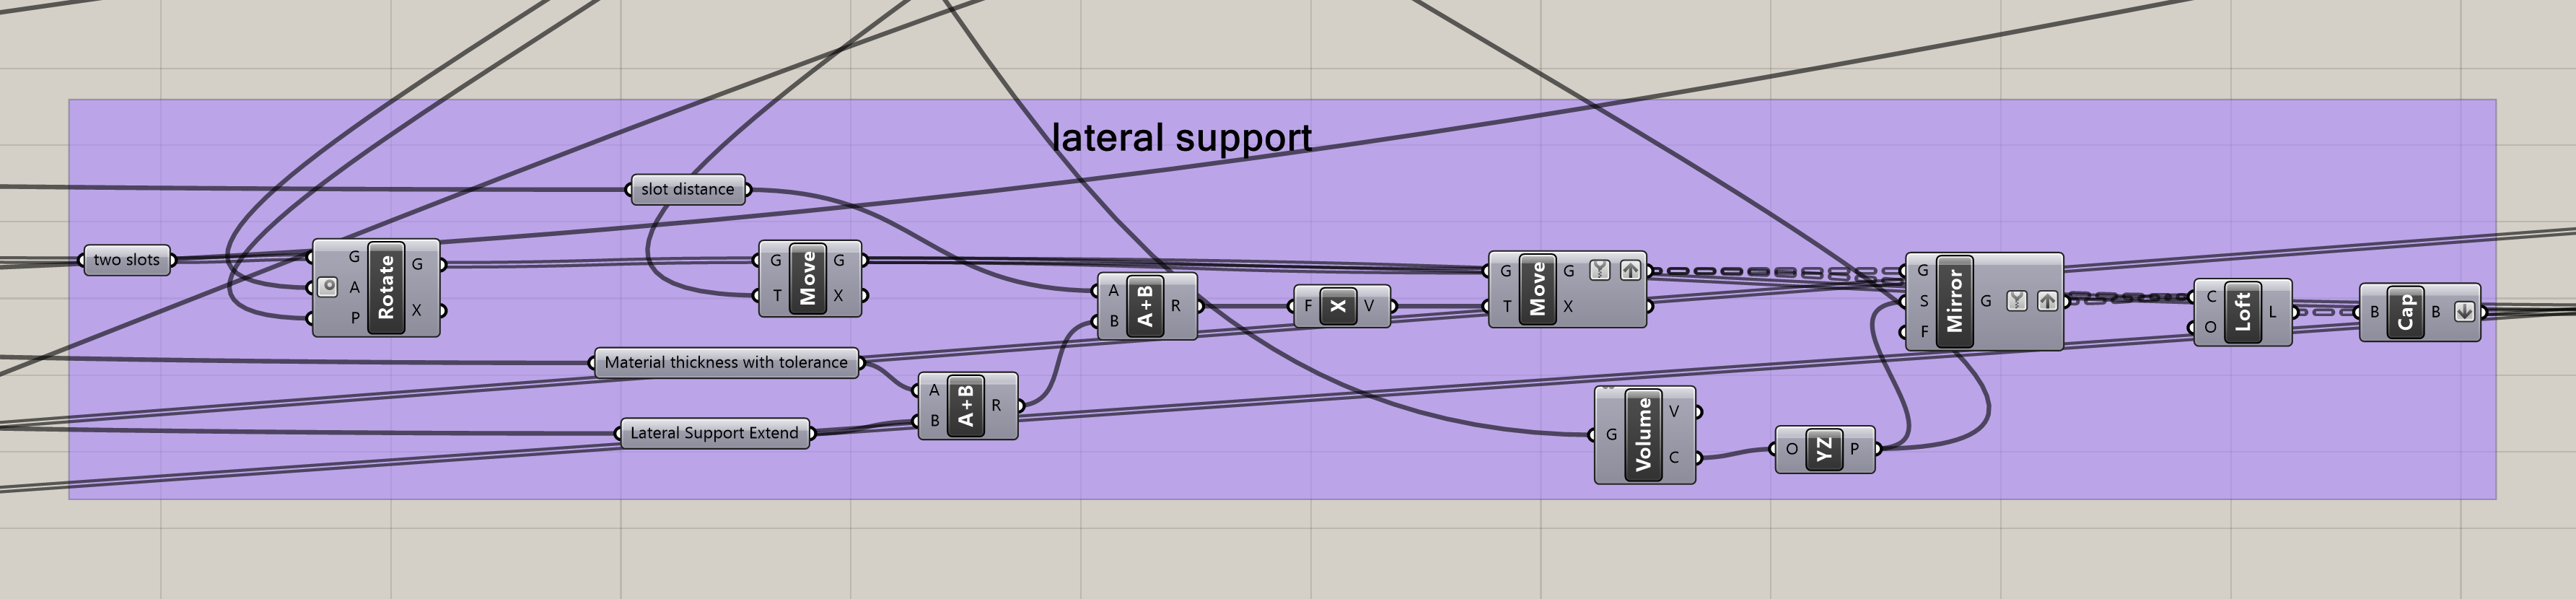 lateral support
slot distance
two slots
G
A
P
Rotate
G
X
G
T
Move
G
X
A
B
A+B
R
F
X
V
G
T
Move
G
X
G
S
F
Mirror
G
C
O
Loft
L
B
Cap
B
Material thickness with tolerance
Lateral Support Extend
A
B
A+B
R
G
Volume
V
C
O
YZ
P